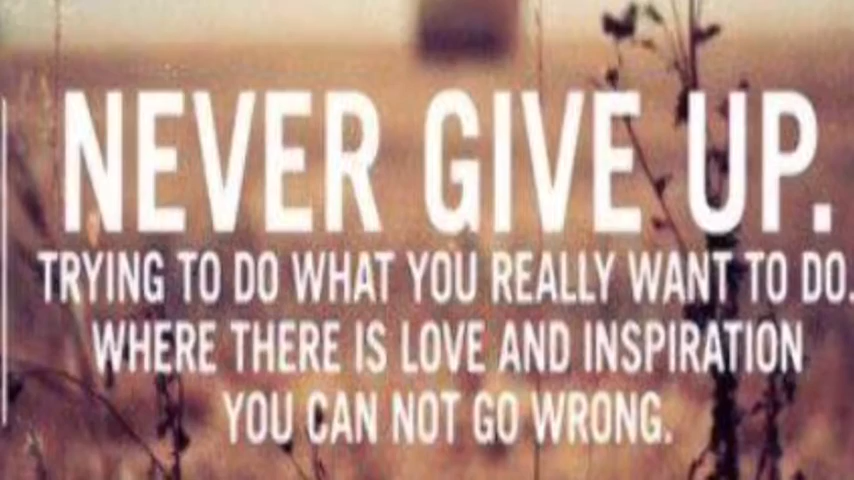 NEVER GIVE UP.
TRYING TO DO WHAT YOU REALLY WANT TO DO.
WHERE THERE IS LOVE AND INSPIRATION
YOU CAN NOT GO WRONG.